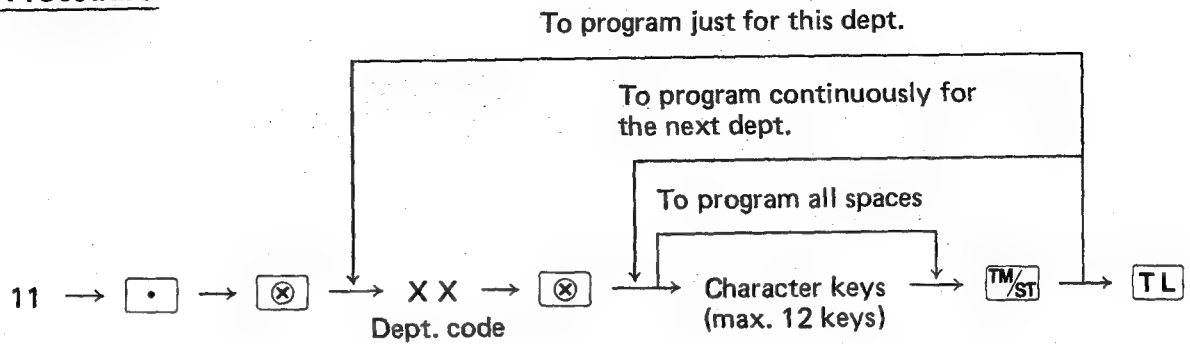 To program just for this dept.
To program continuously for
the next dept.
To program all spaces
11 → • → ⊗ → XX → ⊗ → Character keys → TM/ST → TL
Dept. code
(max. 12 keys)